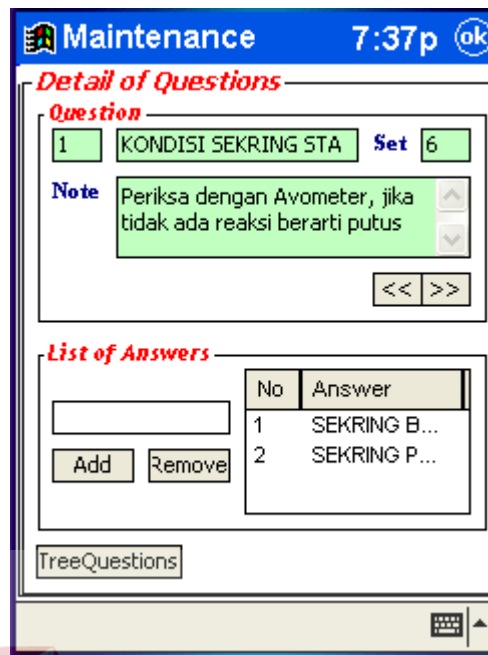 Maintenance 7:37p ok
Detail of Questions
Question
1 KONDISI SEKRING STA Set 6
Note Periksa dengan Avometer, jika
tidak ada reaksi berarti putus
<< >>
List of Answers
No Answer
1 SEKRING B...
2 SEKRING P...
Add Remove
TreeQuestions